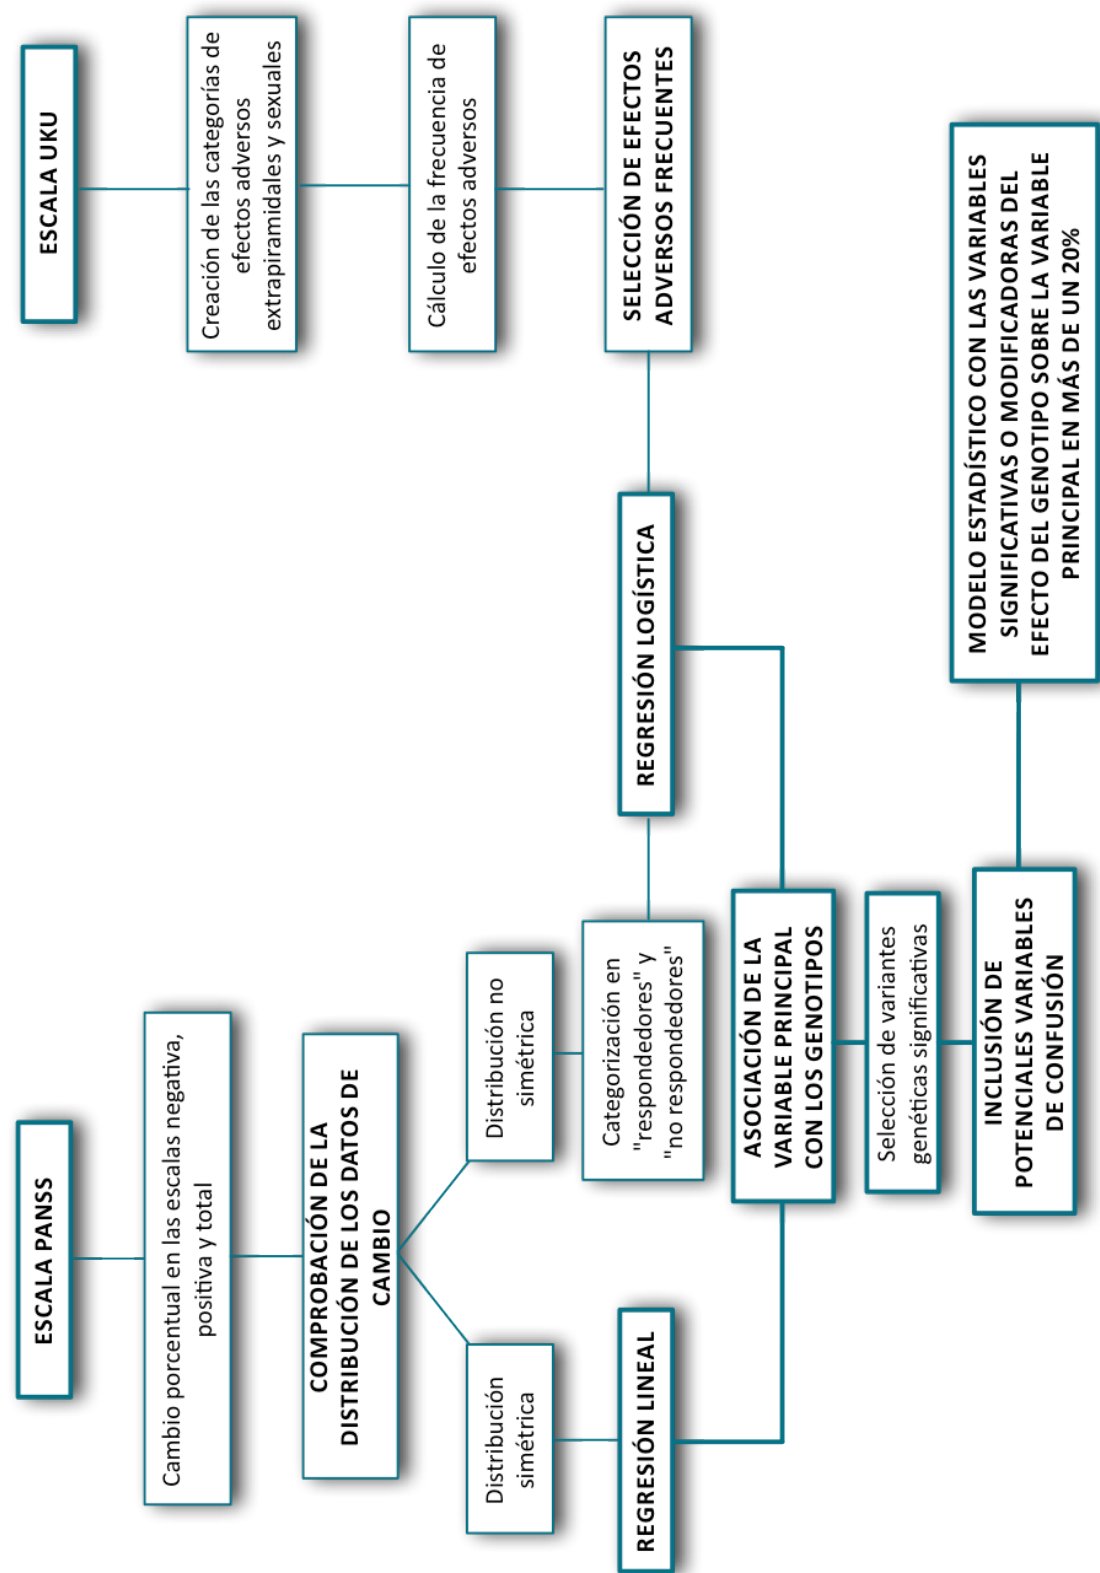 ESCALA PANSS
Cambio porcentual en las escalas negativa,
positiva y total
COMPROBACIÓN DE LA
DISTRIBUCIÓN DE LOS DATOS DE
CAMBIO
Distribución
simétrica
Distribución no
simétrica
REGRESIÓN LINEAL
Categorización en
"respondedores" y
"no respondedores"
REGRESIÓN LOGÍSTICA
ESCALA UKU
Creación de las categorías de
efectos adversos
extrapiramidales y sexuales
Cálculo de la frecuencia de
efectos adversos
SELECCIÓN DE EFECTOS
ADVERSOS FRECUENTES
ASOCIACIÓN DE LA
VARIABLE PRINCIPAL
CON LOS GENOTIPOS
Selección de variantes
genéticas significativas
INCLUSIÓN DE
POTENCIALES VARIABLES
DE CONFUSIÓN
MODELO ESTADÍSTICO CON LAS VARIABLES
SIGNIFICATIVAS O MODIFICADORAS DEL
EFECTO DEL GENOTIPO SOBRE LA VARIABLE
PRINCIPAL EN MÁS DE UN 20%